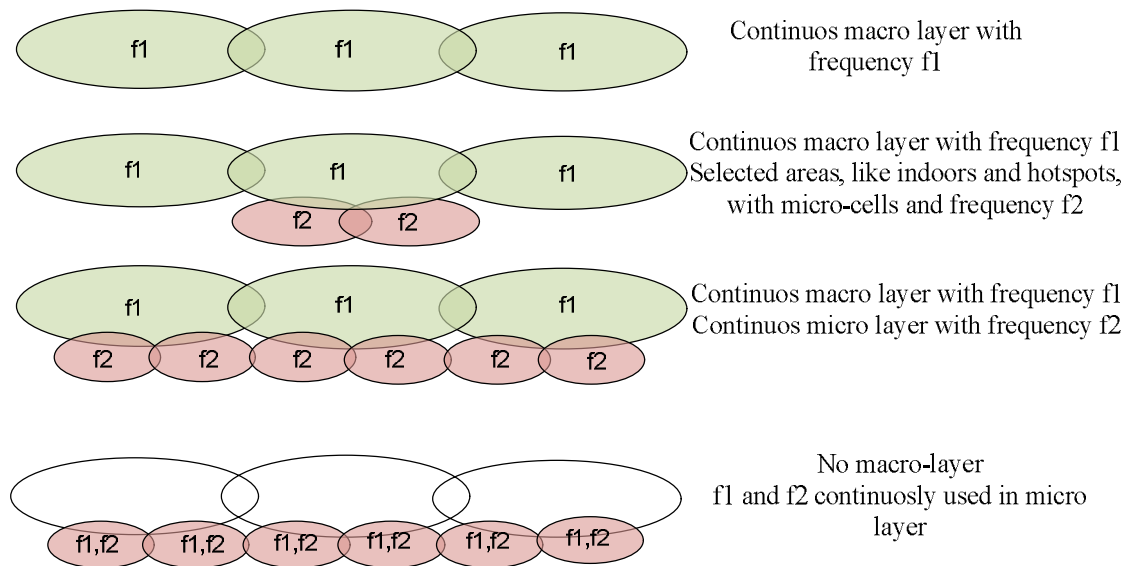 f1 f1 f1
Continuos macro layer with
frequency f1
f1 f1 f1
f2 f2
Continuos macro layer with frequency f1
Selected areas, like indoors and hotspots,
with micro-cells and frequency f2
f1 f1 f1
f2 f2 f2 f2 f2 f2
Continuos macro layer with frequency f1
Continuos micro layer with frequency f2
No macro-layer
f1 and f2 continuosly used in micro
layer
f1,f2 f1,f2 f1,f2 f1,f2 f1,f2 f1,f2